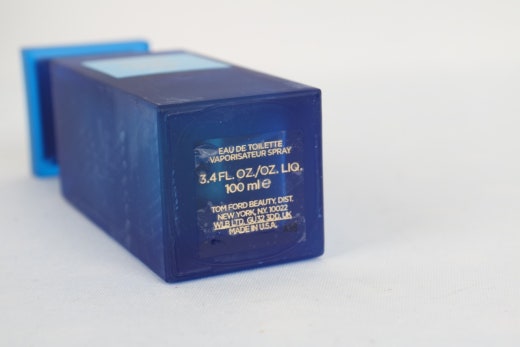 EAU DE TOILETTE
VAPORISATEUR SPRAY
3.4 FL. OZ./OZ. LIQ.
100 ml ℮
TOM FORD BEAUTY, DIST.
NEW YORK, NY, 10022
WLB LTD, GU32 3DD, UK
MADE IN U.S.A.